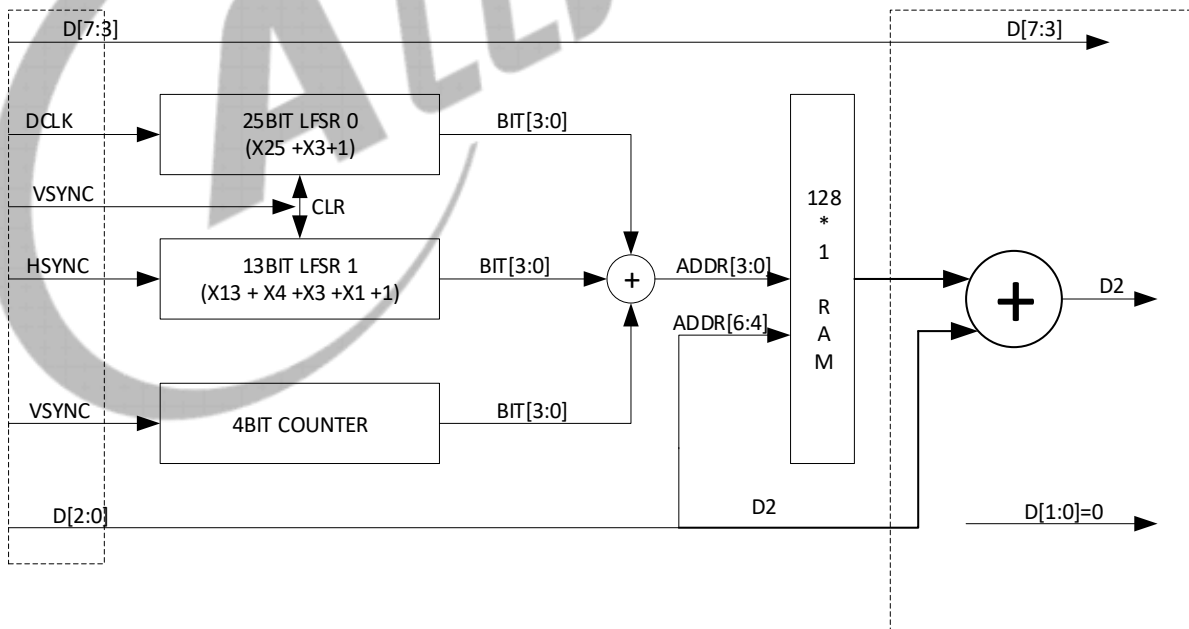 D[7:3]
D[7:3]
DCLK
25BIT LFSR 0
(X25 +X3+1)
BIT[3:0]
VSYNC
CLR
HSYNC
13BIT LFSR 1
(X13 + X4 +X3 +X1 +1)
BIT[3:0]
+
ADDR[3:0]
ADDR[6:4]
128
*
1
R
A
M
+
D2
VSYNC
4BIT COUNTER
BIT[3:0]
D[2:0]
D2
D[1:0]=0